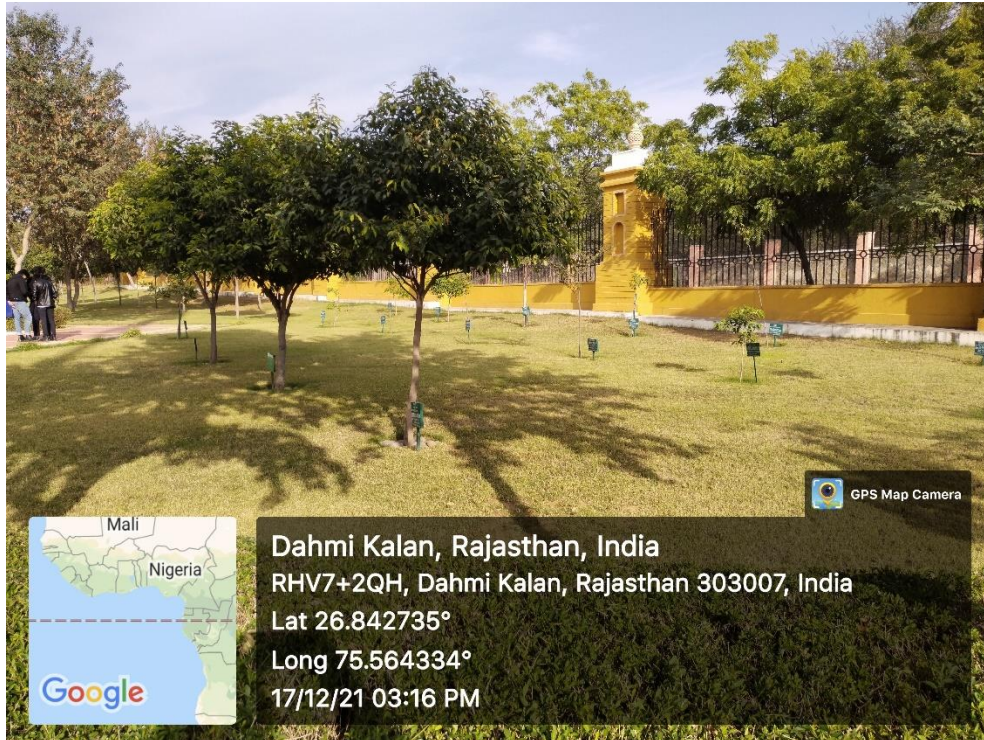 GPS Map Camera
Mali
Nigeria
Google
Dahmi Kalan, Rajasthan, India
RHV7+2QH, Dahmi Kalan, Rajasthan 303007, India
Lat 26.842735°
Long 75.564334°
17/12/21 03:16 PM